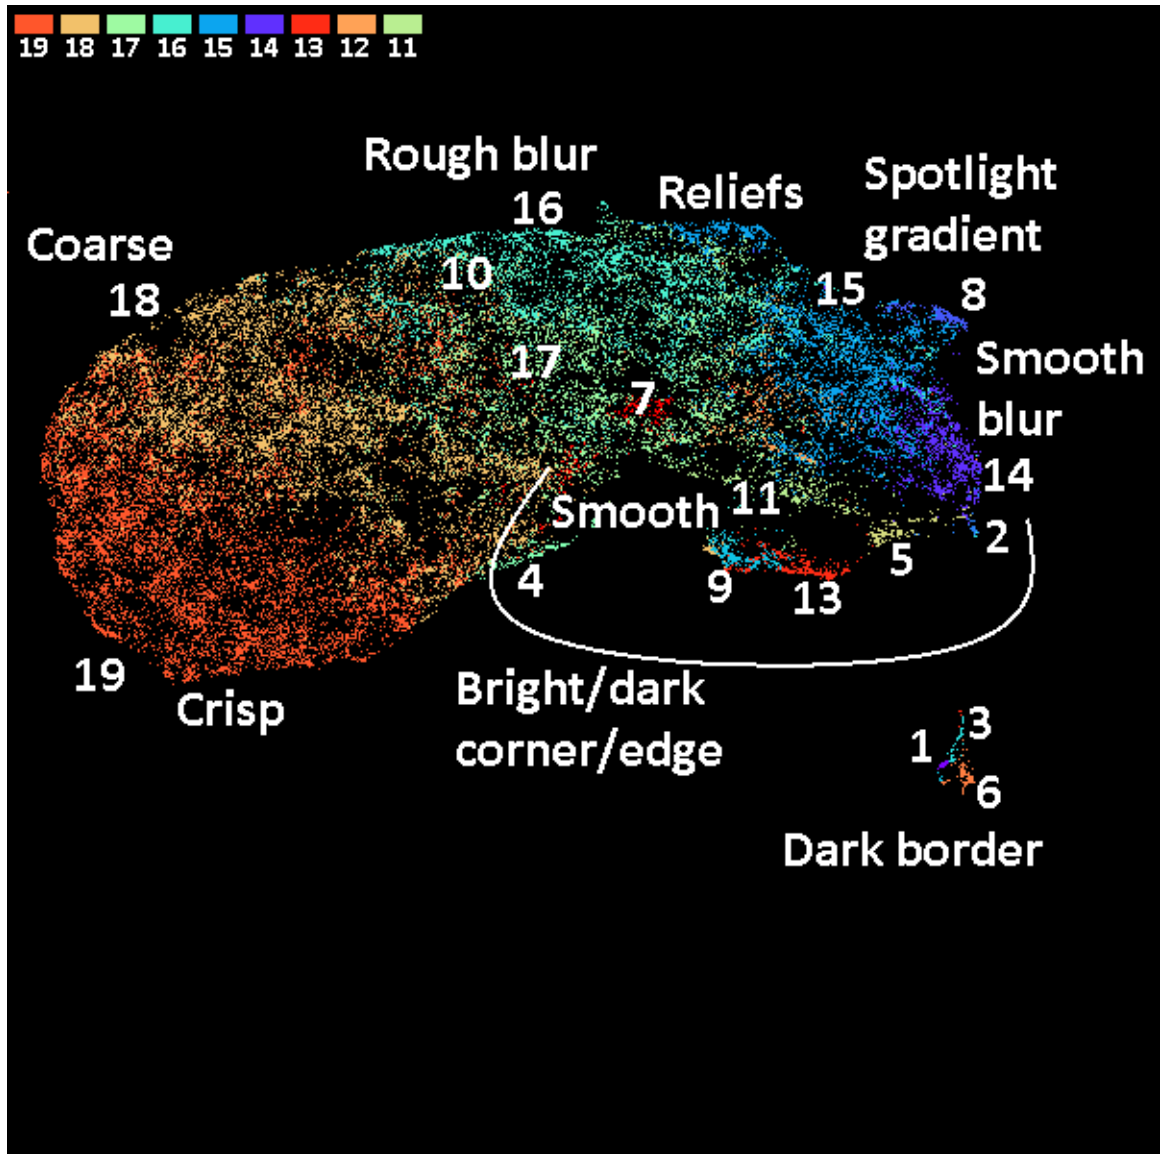 19 18 17 16 15 14 13 12 11
Rough blur
16
Reliefs
Spotlight
gradient
Coarse
18
10
15
8
17
7
Smooth
blur
14
Smooth
11
2
4
9
13
5
19
Crisp
Bright/dark
corner/edge
3
1
6
Dark border